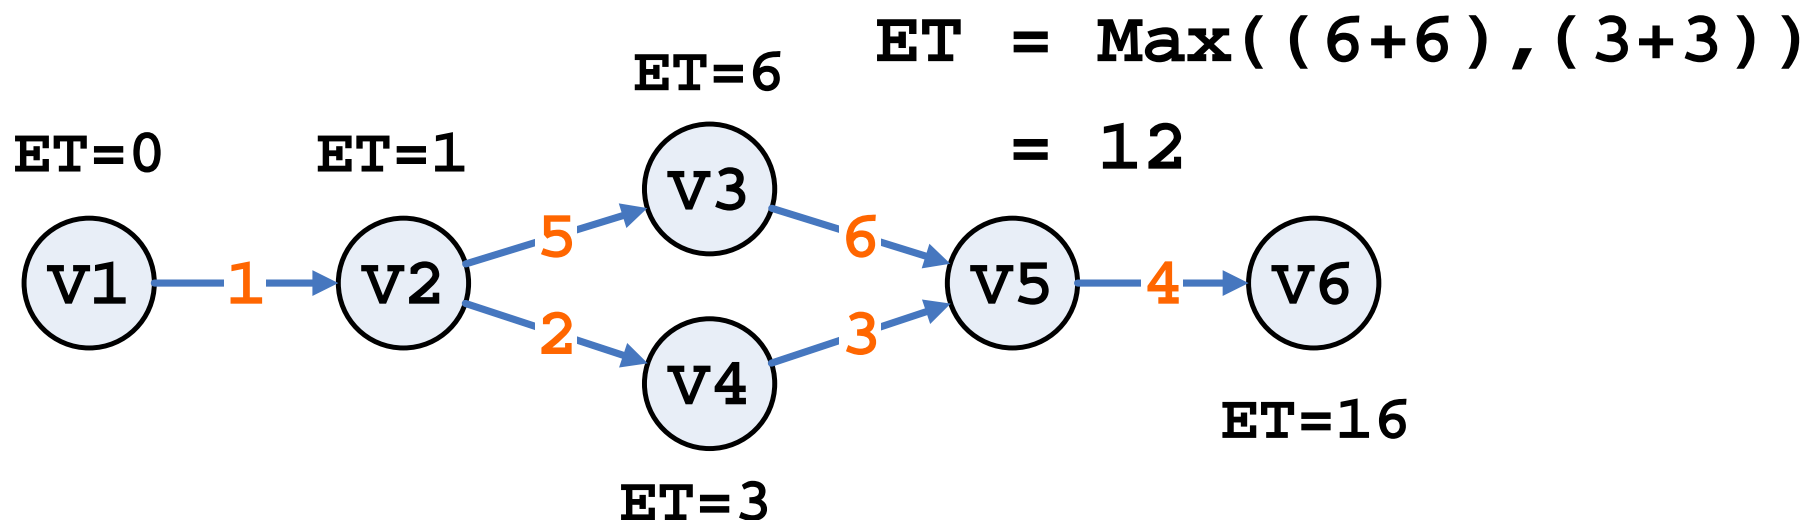 ET = Max((6+6),(3+3))
= 12
ET=6
ET=0
ET=1
V3
5
6
V1
1
V2
V5
4
V6
2
3
V4
ET=16
ET=3